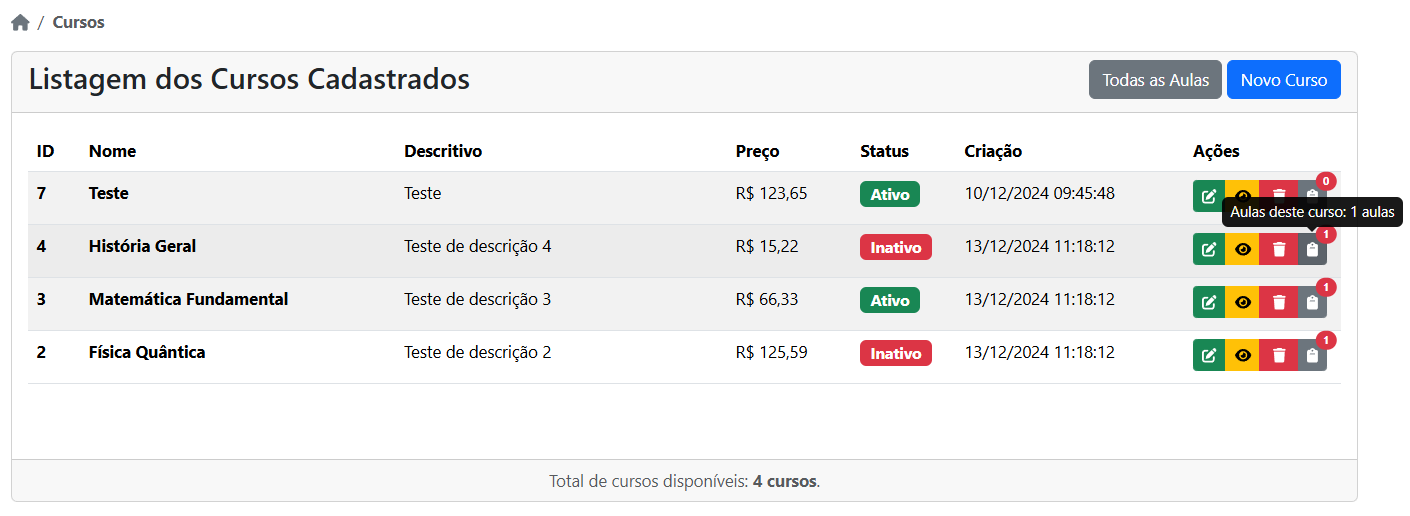 / Cursos
Listagem dos Cursos Cadastrados Todas as Aulas Novo Curso
ID Nome Descritivo Preço Status Criação Ações
7 Teste Teste R$ 123,65 Ativo 10/12/2024 09:45:48 0
Aulas deste curso: 1 aulas
4 História Geral Teste de descrição 4 R$ 15,22 Inativo 13/12/2024 11:18:12 1
3 Matemática Fundamental Teste de descrição 3 R$ 66,33 Ativo 13/12/2024 11:18:12 1
2 Física Quântica Teste de descrição 2 R$ 125,59 Inativo 13/12/2024 11:18:12 1
Total de cursos disponíveis: 4 cursos.